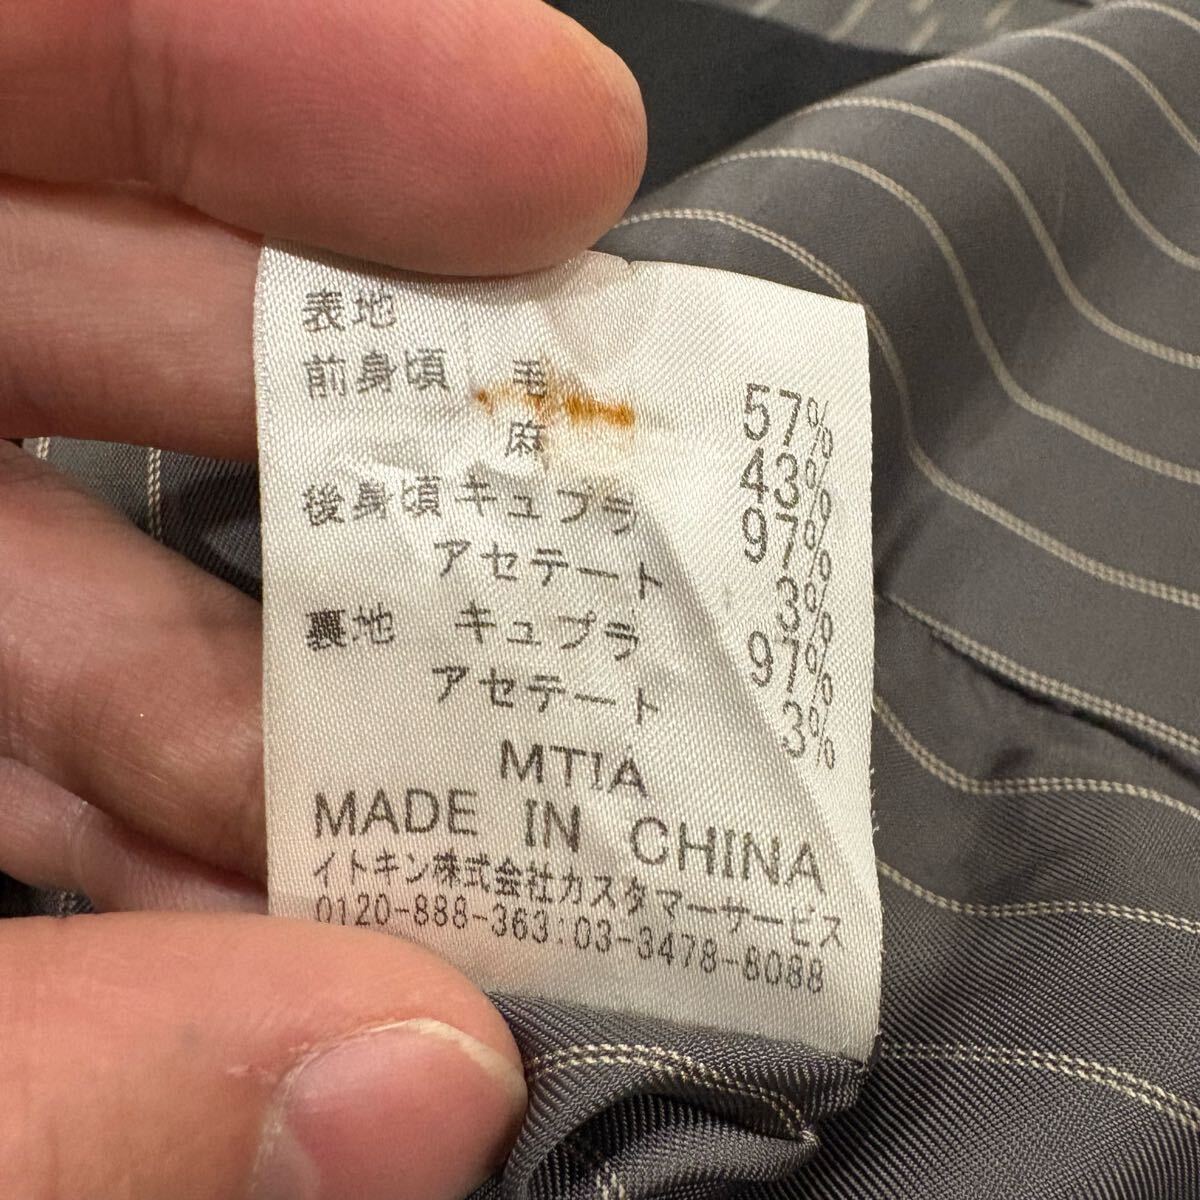 表地
前身頃 毛 57%
麻 43%
後身頃 キュプラ 97%
アセテート 3%
裏地 キュプラ 97%
アセテート 3%
MTIA
MADE IN CHINA
イトキン株式会社カスタマーサービス
0120-888-363:03-3478-8088